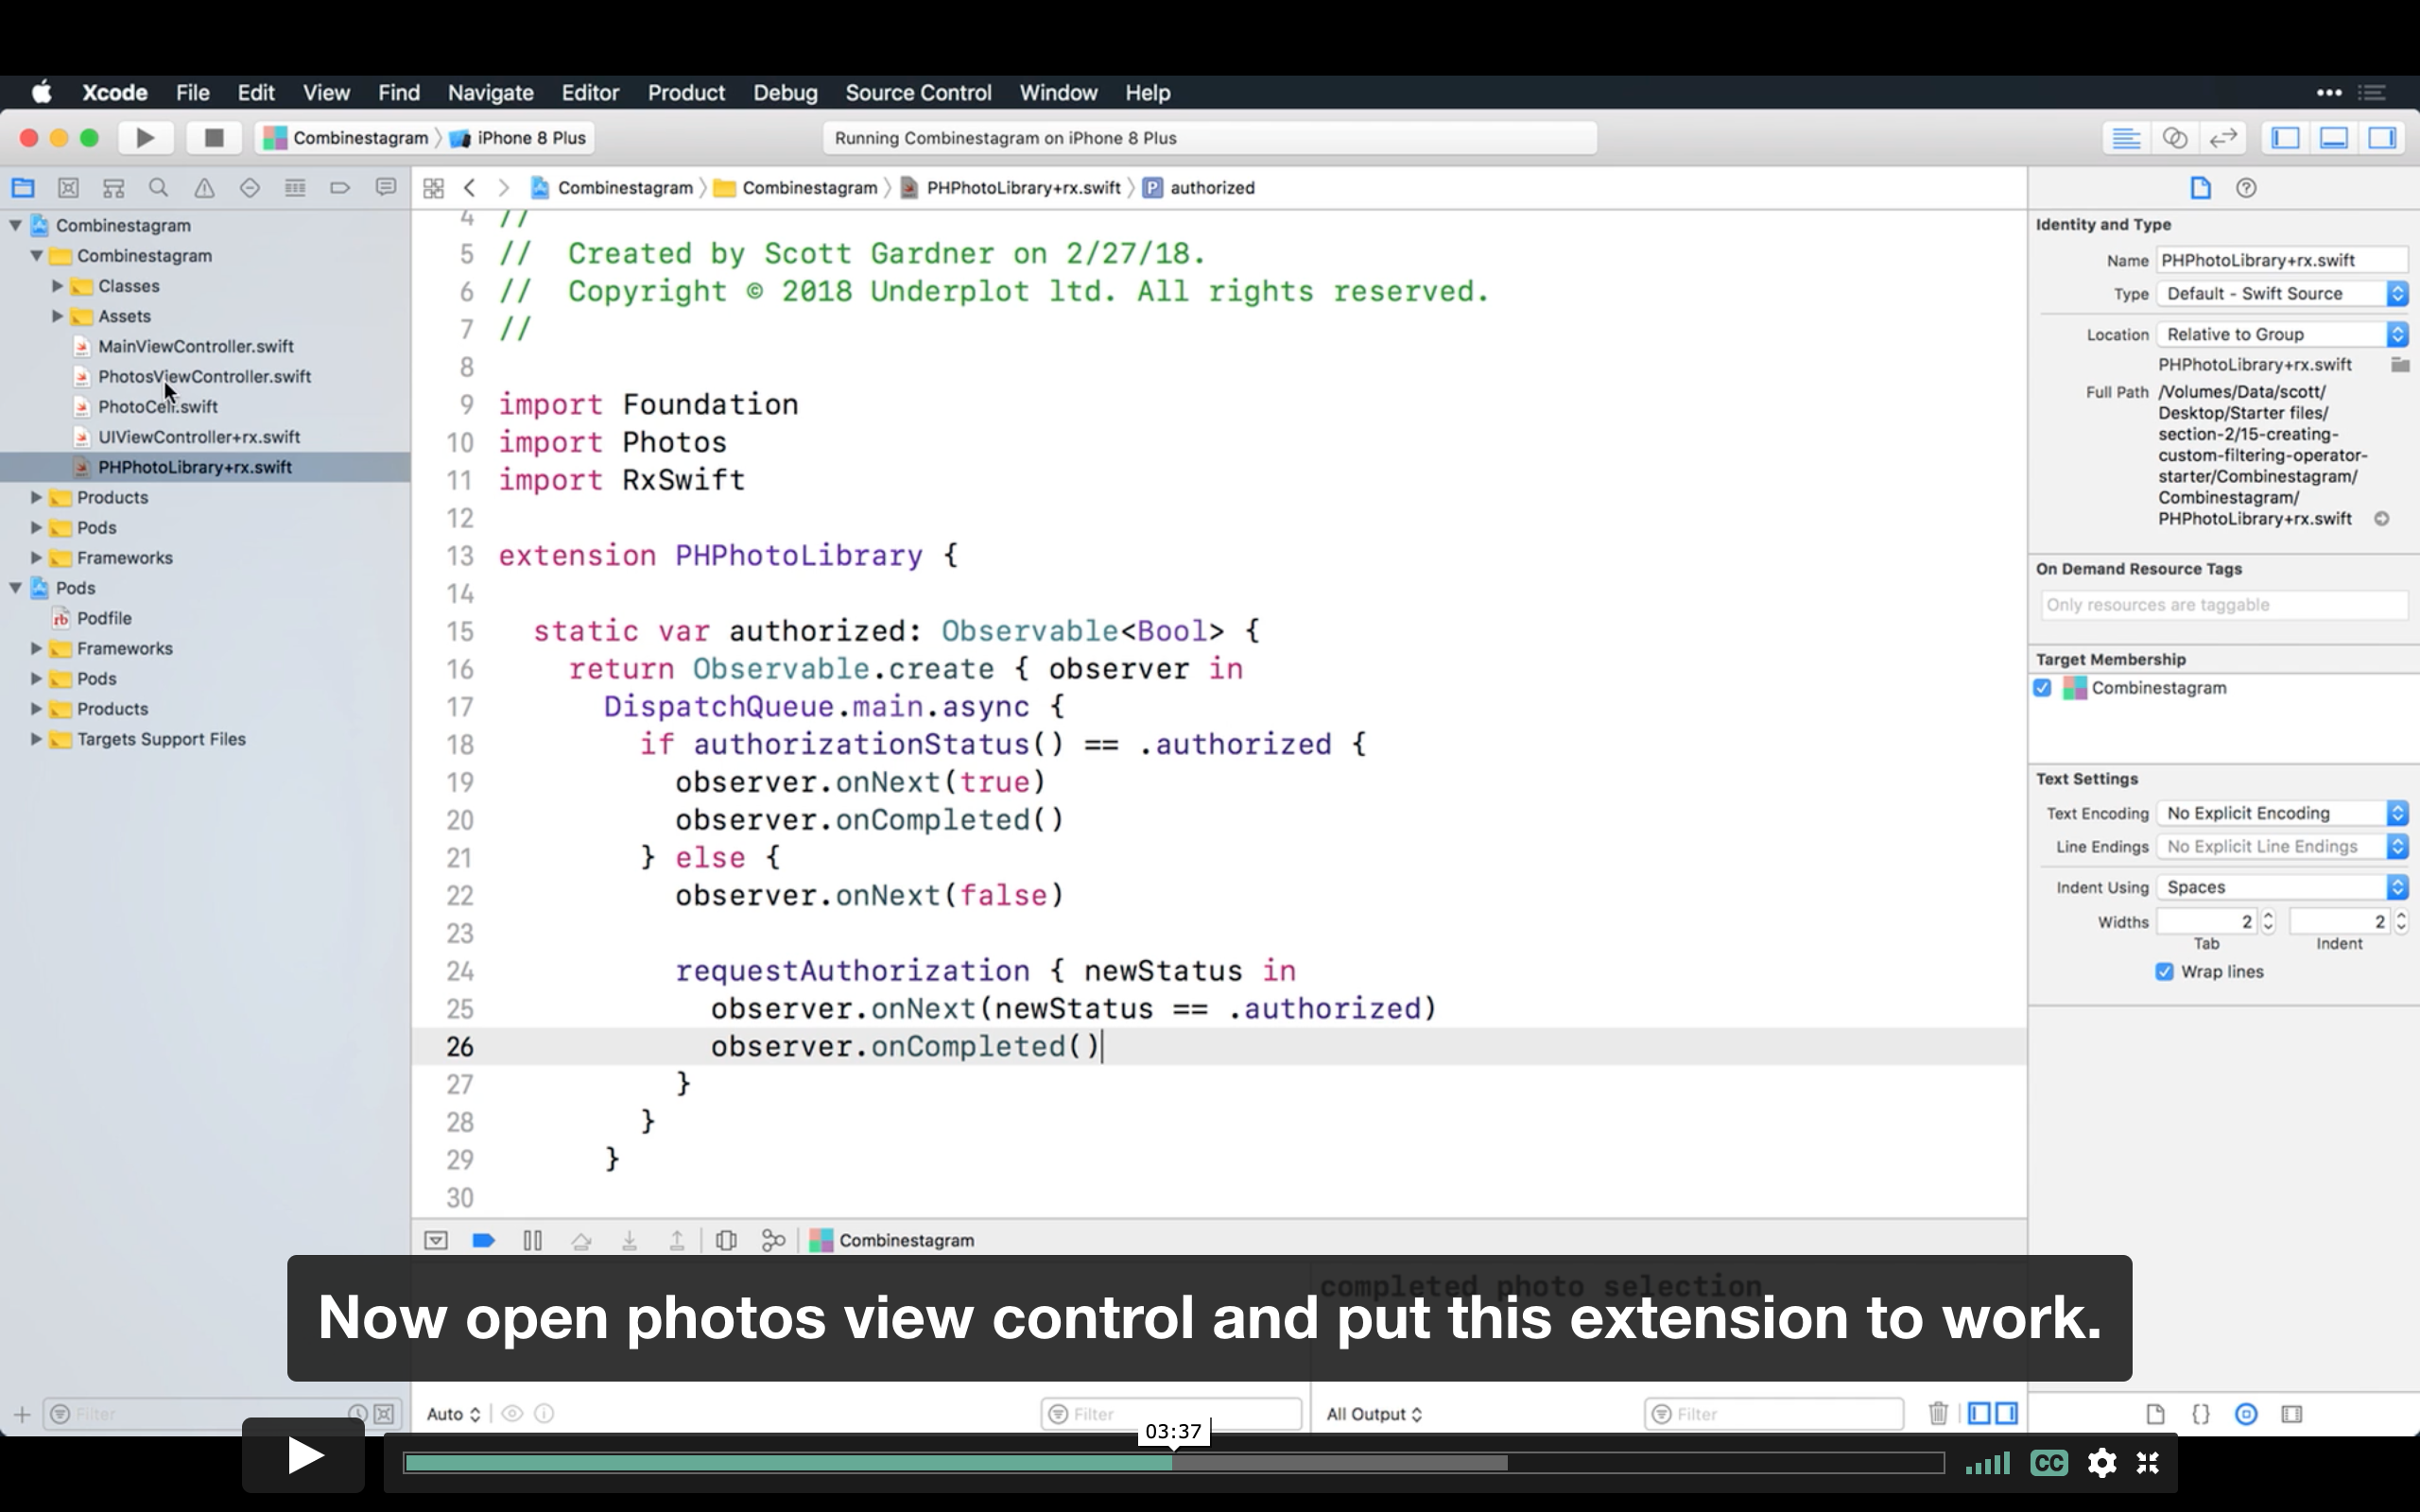 Xcode File Edit View Find Navigate Editor Product Debug Source Control Window Help
Combinestagram iPhone 8 Plus
Running Combinestagram on iPhone 8 Plus
Combinestagram Combinestagram PHPhotoLibrary+rx.swift P authorized
Combinestagram
Combinestagram
Classes
Assets
MainViewController.swift
PhotosViewController.swift
PhotoCell.swift
UIViewController+rx.swift
PHPhotoLibrary+rx.swift
Products
Pods
Frameworks
Pods
Podfile
Frameworks
Pods
Products
Targets Support Files
Filter
4 //
5 //  Created by Scott Gardner on 2/27/18.
6 //  Copyright © 2018 Underplot ltd. All rights reserved.
7 //
8
9 import Foundation
10 import Photos
11 import RxSwift
12
13 extension PHPhotoLibrary {
14
15   static var authorized: Observable<Bool> {
16     return Observable.create { observer in
17       DispatchQueue.main.async {
18         if authorizationStatus() == .authorized {
19           observer.onNext(true)
20           observer.onCompleted()
21         } else {
22           observer.onNext(false)
23
24           requestAuthorization { newStatus in
25             observer.onNext(newStatus == .authorized)
26             observer.onCompleted()
27           }
28         }
29       }
30
Combinestagram
completed photo selection
Now open photos view control and put this extension to work.
Auto Filter All Output Filter
Identity and Type
Name PHPhotoLibrary+rx.swift
Type Default - Swift Source
Location Relative to Group
PHPhotoLibrary+rx.swift
Full Path /Volumes/Data/scott/
Desktop/Starter files/
section-2/15-creating-
custom-filtering-operator-
starter/Combinestagram/
Combinestagram/
PHPhotoLibrary+rx.swift
On Demand Resource Tags
Only resources are taggable
Target Membership
Combinestagram
Text Settings
Text Encoding No Explicit Encoding
Line Endings No Explicit Line Endings
Indent Using Spaces
Widths 2 2
Tab Indent
Wrap lines
03:37
CC